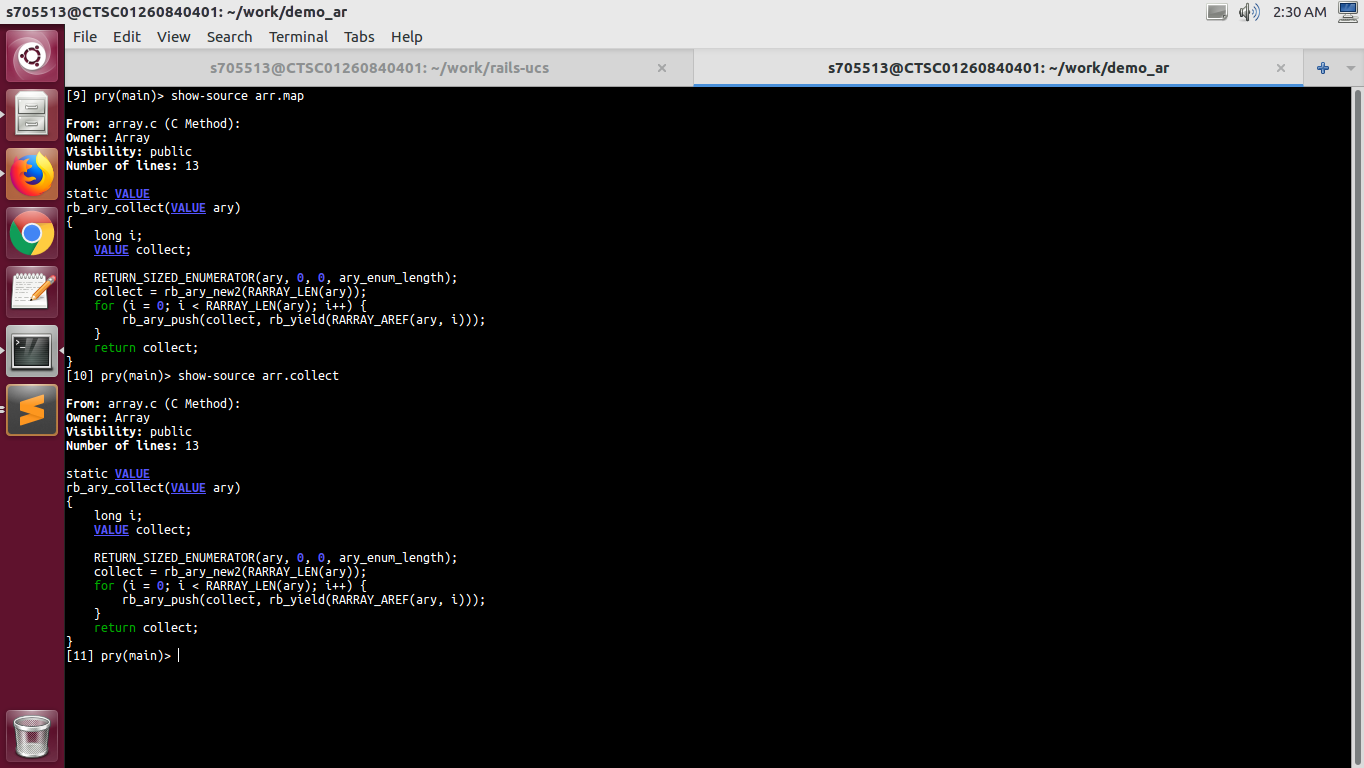 s705513@CTSC01260840401: ~/work/demo_ar
2:30 AM
File Edit View Search Terminal Tabs Help
s705513@CTSC01260840401: ~/work/rails-ucs × s705513@CTSC01260840401: ~/work/demo_ar ×
[9] pry(main)> show-source arr.map
From: array.c (C Method):
Owner: Array
Visibility: public
Number of lines: 13
static VALUE
rb_ary_collect(VALUE ary)
{
    long i;
    VALUE collect;
    RETURN_SIZED_ENUMERATOR(ary, 0, 0, ary_enum_length);
    collect = rb_ary_new2(RARRAY_LEN(ary));
    for (i = 0; i < RARRAY_LEN(ary); i++) {
        rb_ary_push(collect, rb_yield(RARRAY_AREF(ary, i)));
    }
    return collect;
}
[10] pry(main)> show-source arr.collect
From: array.c (C Method):
Owner: Array
Visibility: public
Number of lines: 13
static VALUE
rb_ary_collect(VALUE ary)
{
    long i;
    VALUE collect;
    RETURN_SIZED_ENUMERATOR(ary, 0, 0, ary_enum_length);
    collect = rb_ary_new2(RARRAY_LEN(ary));
    for (i = 0; i < RARRAY_LEN(ary); i++) {
        rb_ary_push(collect, rb_yield(RARRAY_AREF(ary, i)));
    }
    return collect;
}
[11] pry(main)>